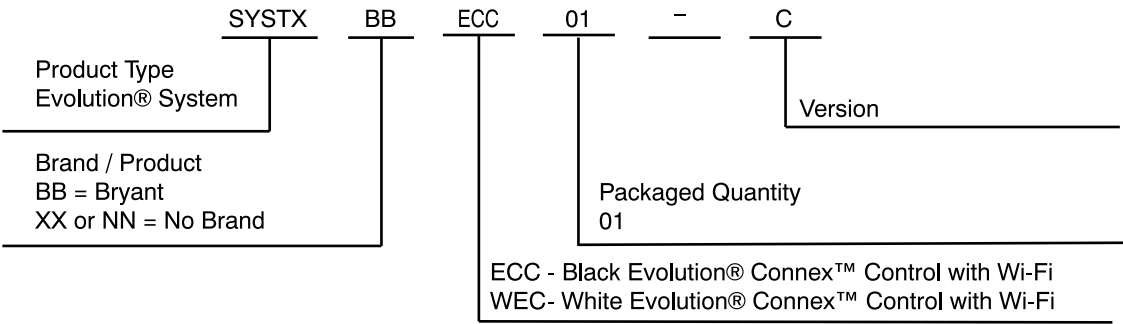 SYSTX BB ECC 01 – C
Product Type
Evolution® System
Version
Brand / Product
BB = Bryant
XX or NN = No Brand
Packaged Quantity
01
ECC - Black Evolution® Connex™ Control with Wi-Fi
WEC- White Evolution® Connex™ Control with Wi-Fi